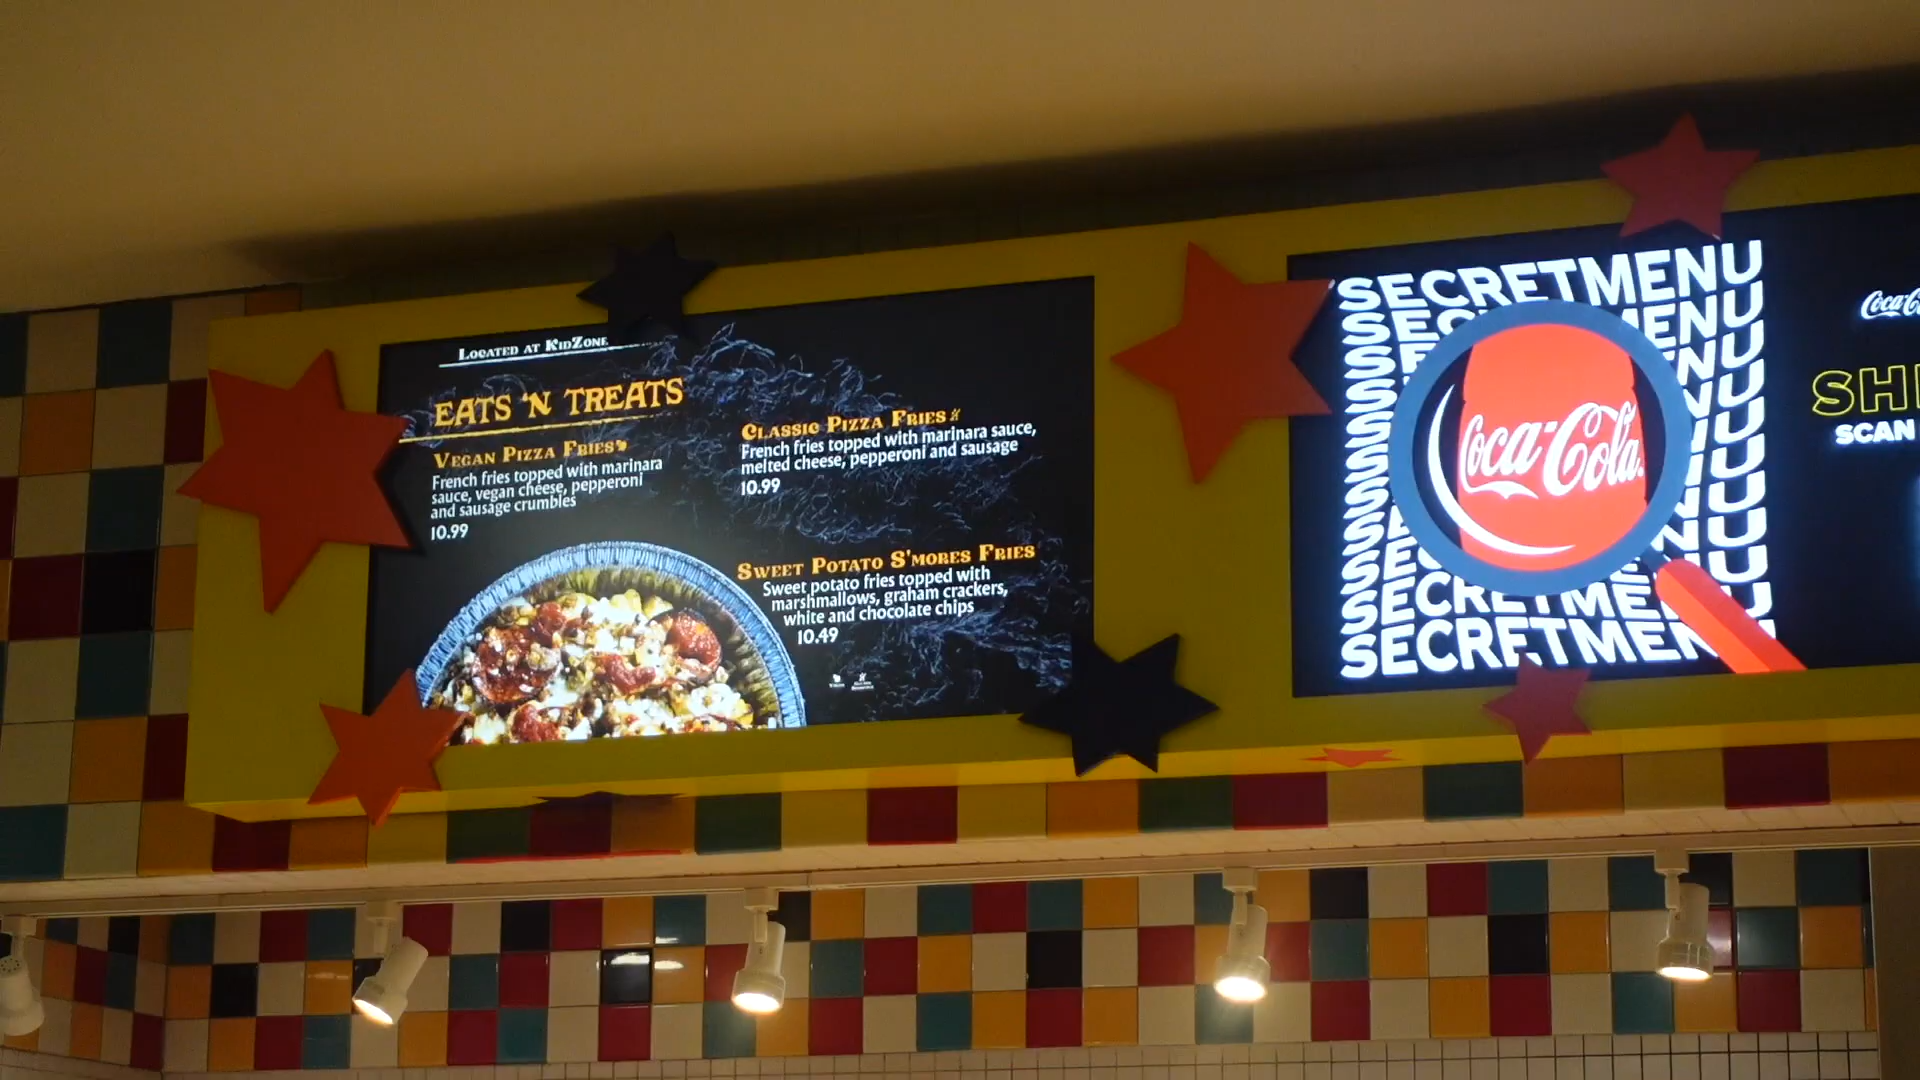 LOCATED AT KIDZONE
EATS 'N TREATS
VEGAN PIZZA FRIES
French fries topped with marinara
sauce, vegan cheese, pepperoni
and sausage crumbles
10.99
CLASSIC PIZZA FRIES
French fries topped with marinara sauce,
melted cheese, pepperoni and sausage
10.99
SWEET POTATO S'MORES FRIES
Sweet potato fries topped with
marshmallows, graham crackers,
white and chocolate chips
10.49
SECRETMENU
SECRETMENU
Coca-Cola
SECRETMENU
SECRETMENU
SCAN